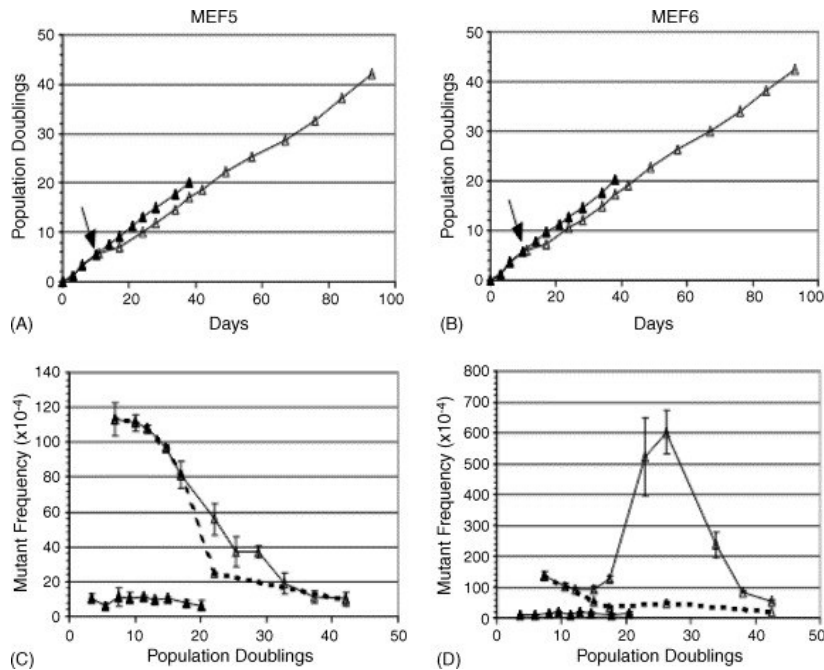 MEF5
MEF6
50
40
30
20
10
0
Population Doublings
0 20 40 60 80 100
(A) Days
50
40
30
20
10
0
Population Doublings
0 20 40 60 80 100
(B) Days
140
120
100
80
60
40
20
0
Mutant Frequency (x10-4)
0 10 20 30 40 50
(C) Population Doublings
800
700
600
500
400
300
200
100
0
Mutant Frequency (x10-4)
0 10 20 30 40 50
(D) Population Doublings